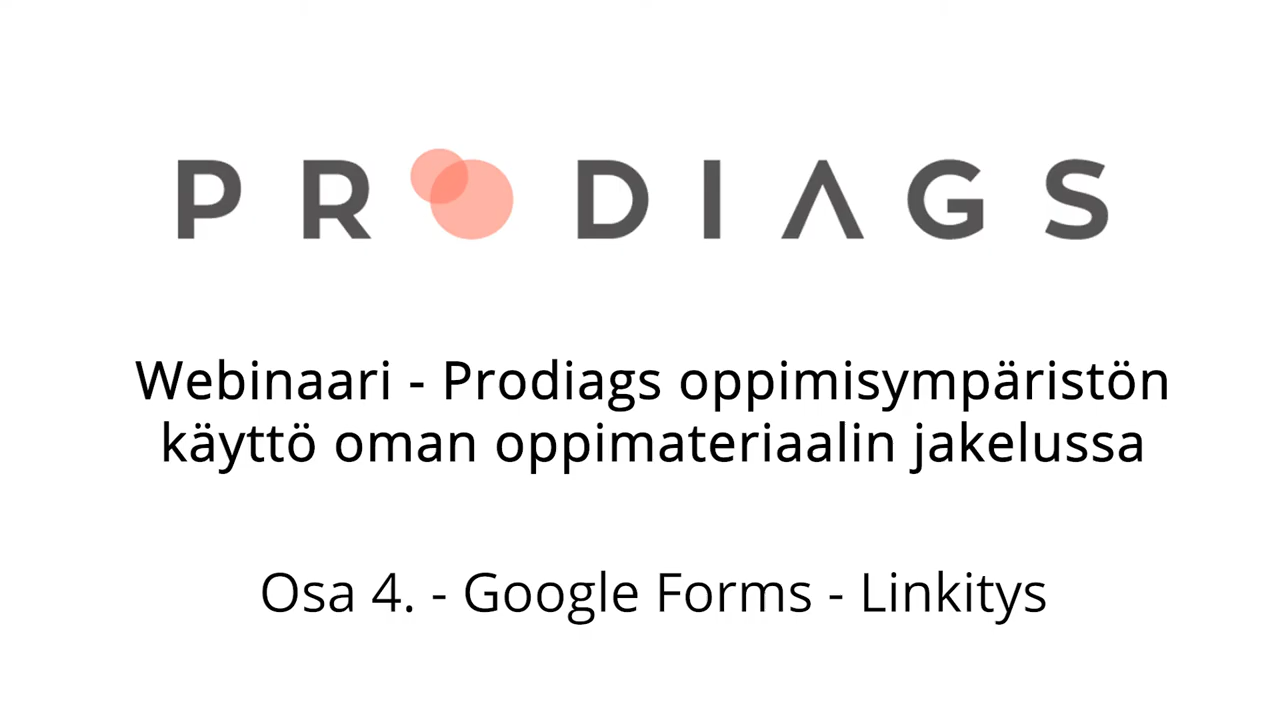 PRODIAGS
Webinaari - Prodiags oppimisympäristön
käyttö oman oppimateriaalin jakelussa
Osa 4. - Google Forms - Linkitys